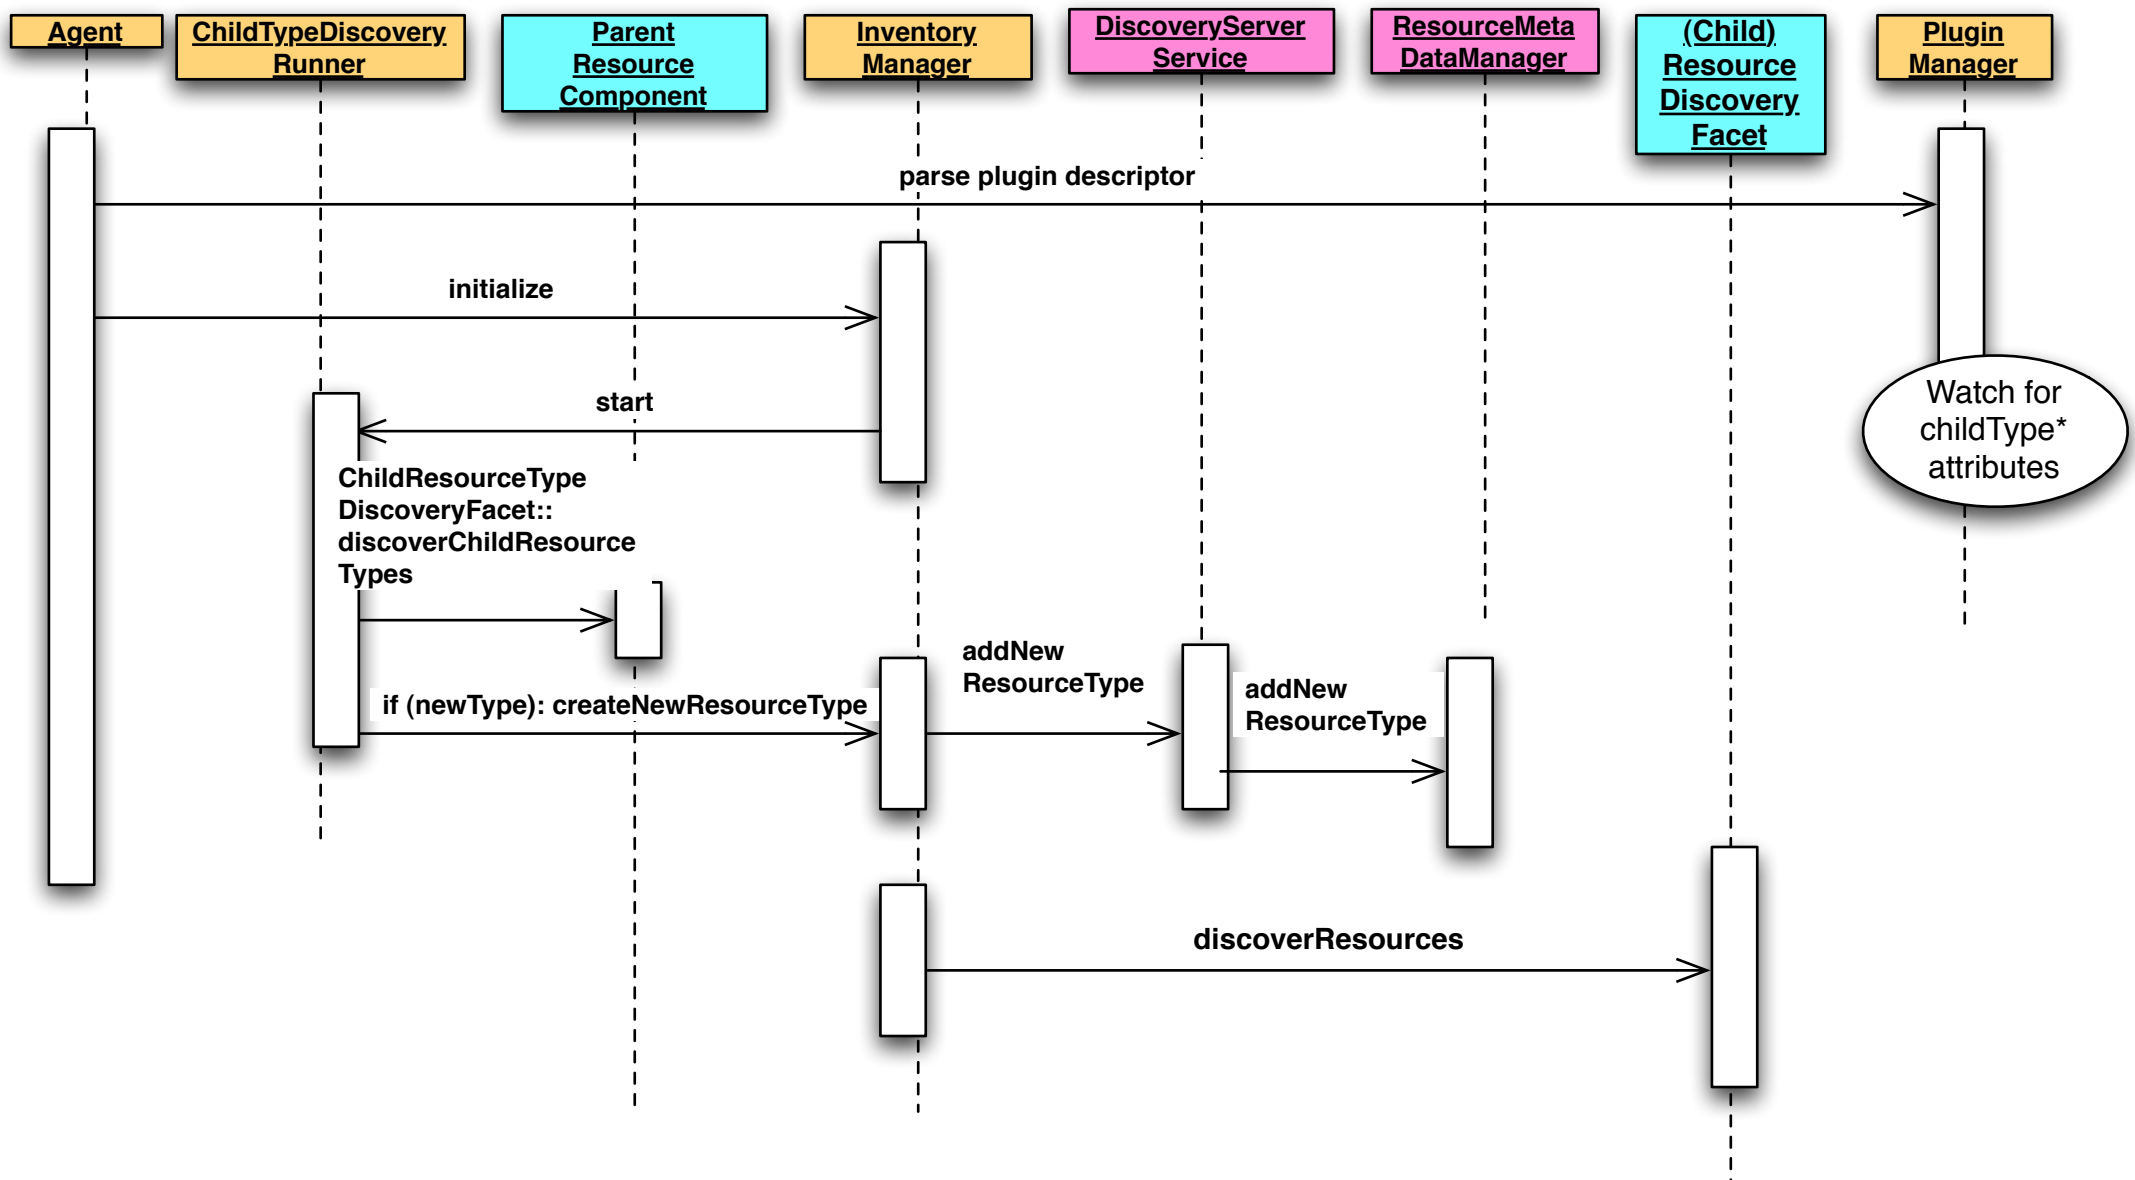 Agent
ChildTypeDiscovery
Runner
Parent
Resource
Component
Inventory
Manager
DiscoveryServer
Service
ResourceMeta
DataManager
(Child)
Resource
Discovery
Facet
Plugin
Manager
parse plugin descriptor
initialize
start
Watch for
childType*
attributes
ChildResourceType
DiscoveryFacet::
discoverChildResource
Types
if (newType): createNewResourceType
addNew
ResourceType
addNew
ResourceType
discoverResources